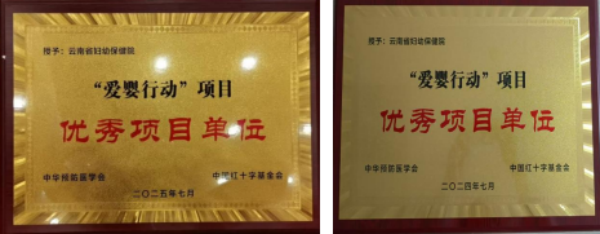 授予：云南省妇幼保健院
“爱婴行动”项目
优秀项目单位
中华预防医学会 中国红十字基金会
二〇二五年七月
授予：云南省妇幼保健院
“爱婴行动”项目
优秀项目单位
中华预防医学会 中国红十字基金会
二〇二四年七月